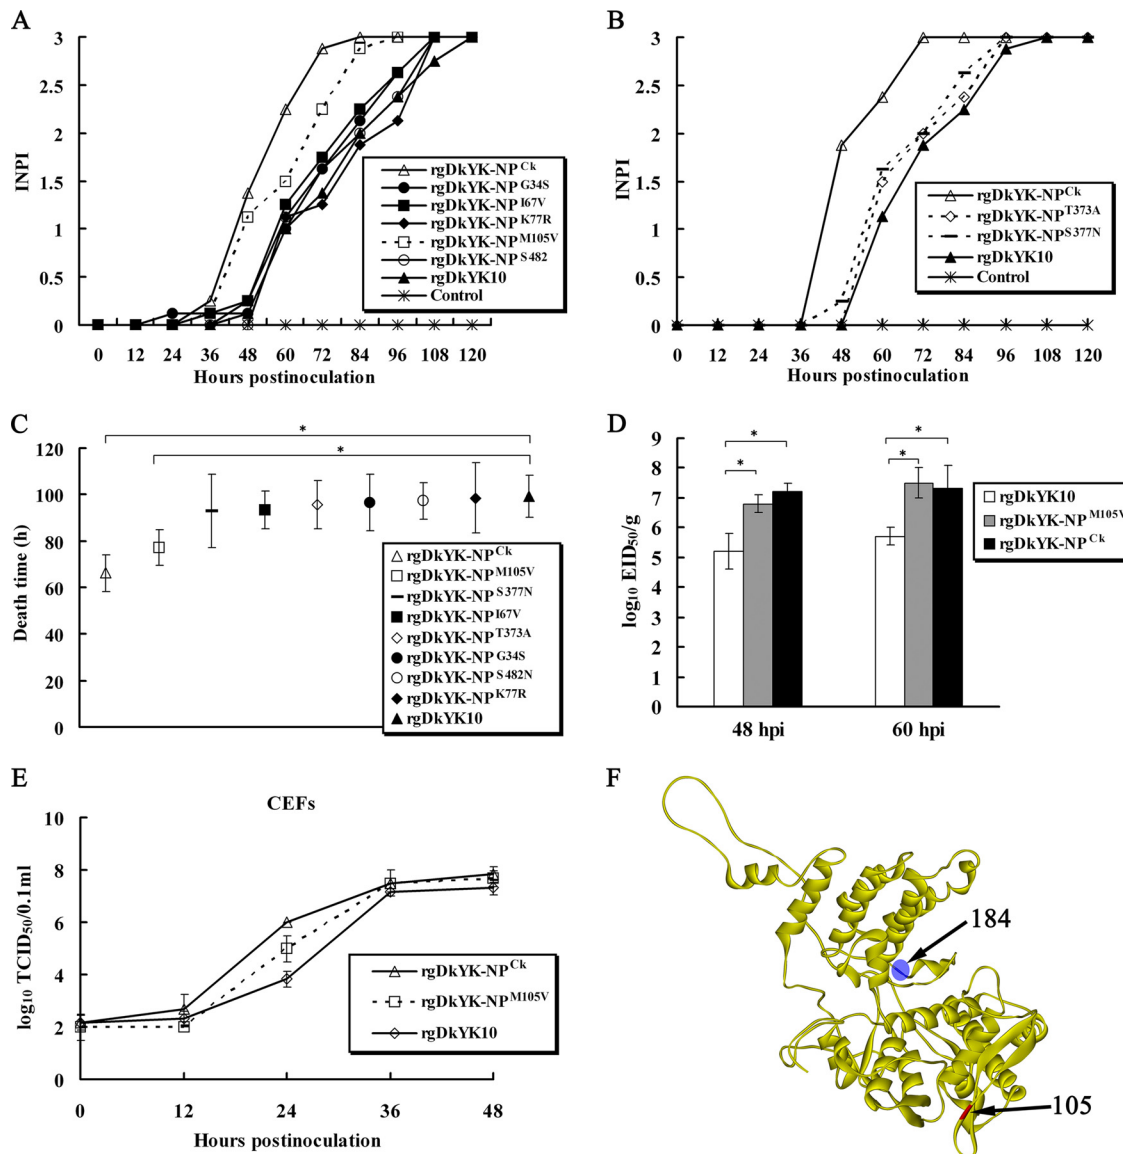 A
INPI
3
2.5
2
1.5
1
0.5
0
0 12 24 36 48 60 72 84 96 108 120
Hours postinoculation
rgDkYK-NP^Ck
rgDkYK-NP^G34S
rgDkYK-NP^I67V
rgDkYK-NP^K77R
rgDkYK-NP^M105V
rgDkYK-NP^S482
rgDkYK10
Control
B
INPI
3
2.5
2
1.5
1
0.5
0
0 12 24 36 48 60 72 84 96 108 120
Hours postinoculation
rgDkYK-NP^Ck
rgDkYK-NP^T373A
rgDkYK-NP^S377N
rgDkYK10
Control
C
Death time (h)
120
100
80
60
40
20
0
*
*
rgDkYK-NP^Ck
rgDkYK-NP^M105V
rgDkYK-NP^S377N
rgDkYK-NP^I67V
rgDkYK-NP^T373A
rgDkYK-NP^G34S
rgDkYK-NP^S482N
rgDkYK-NP^K77R
rgDkYK10
D
log₁₀ EID₅₀/g
9
8
7
6
5
4
3
2
1
0
* *
* *
48 hpi 60 hpi
rgDkYK10
rgDkYK-NP^M105V
rgDkYK-NP^Ck
E
CEFs
log₁₀ TCID₅₀/0.1ml
10
8
6
4
2
0
0 12 24 36 48
Hours postinoculation
rgDkYK-NP^Ck
rgDkYK-NP^M105V
rgDkYK10
F
184
105